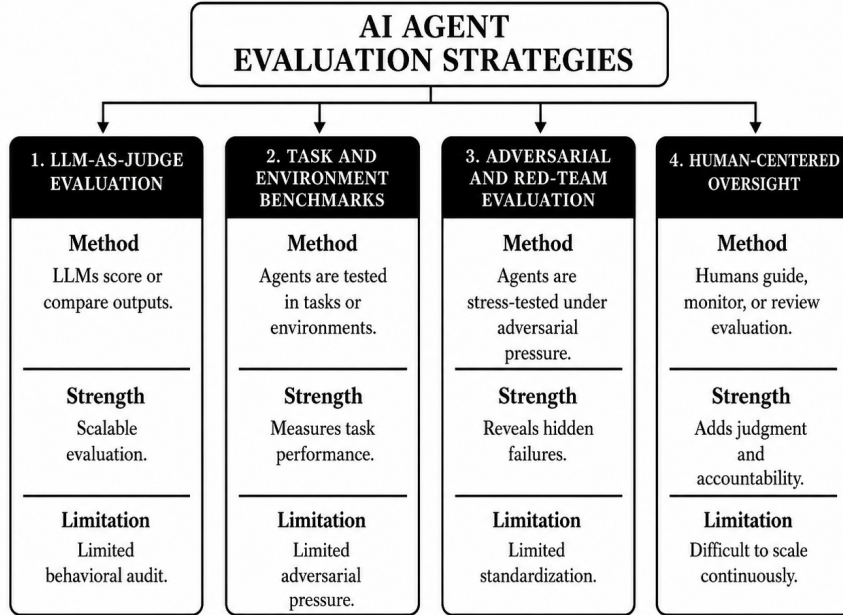 AI AGENT
EVALUATION STRATEGIES
1. LLM-AS-JUDGE
EVALUATION
Method
LLMs score or
compare outputs.
Strength
Scalable
evaluation.
Limitation
Limited
behavioral audit.
2. TASK AND
ENVIRONMENT
BENCHMARKS
Method
Agents are tested
in tasks or
environments.
Strength
Measures task
performance.
Limitation
Limited
adversarial
pressure.
3. ADVERSARIAL
AND RED-TEAM
EVALUATION
Method
Agents are
stress-tested under
adversarial
pressure.
Strength
Reveals hidden
failures.
Limitation
Limited
standardization.
4. HUMAN-CENTERED
OVERSIGHT
Method
Humans guide,
monitor, or review
evaluation.
Strength
Adds judgment
and
accountability.
Limitation
Difficult to scale
continuously.